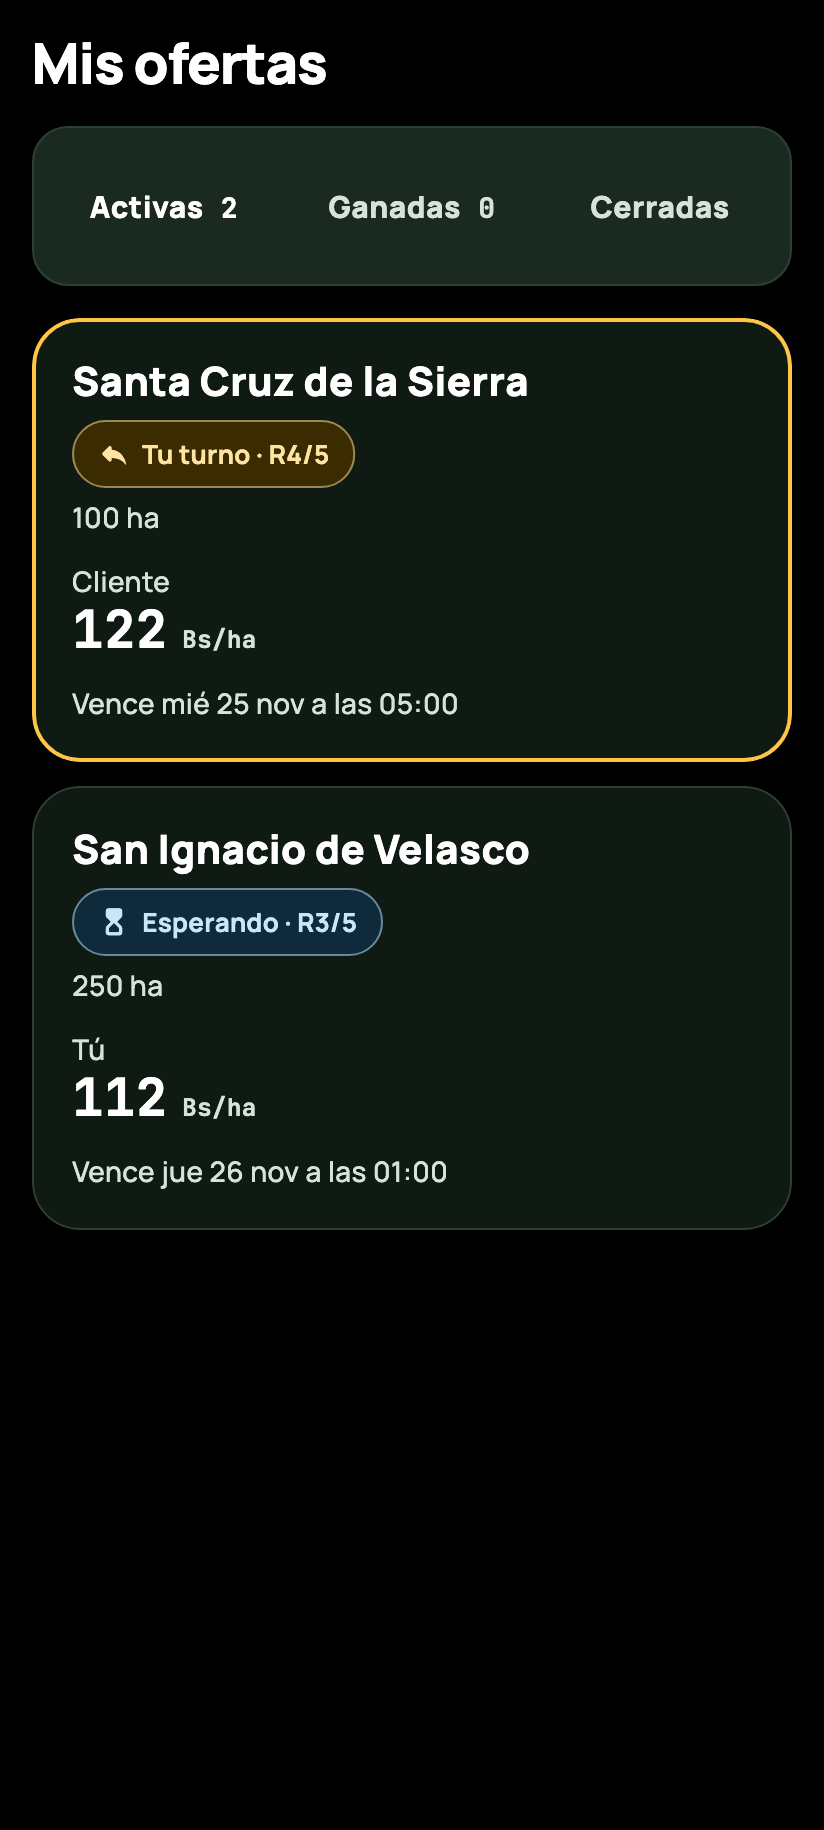 Mis ofertas
Activas 2 Ganadas 0 Cerradas
Santa Cruz de la Sierra
Tu turno · R4/5
100 ha
Cliente
122 Bs/ha
Vence mié 25 nov a las 05:00
San Ignacio de Velasco
Esperando · R3/5
250 ha
Tú
112 Bs/ha
Vence jue 26 nov a las 01:00